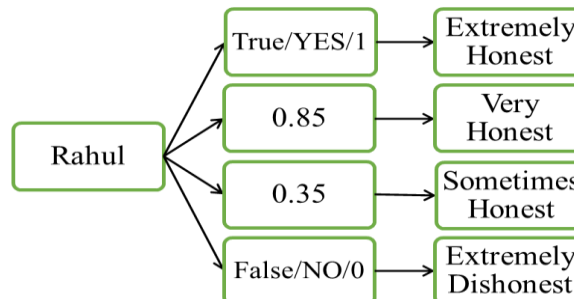 Rahul
True/YES/1
Extremely
Honest
0.85
Very
Honest
0.35
Sometimes
Honest
False/NO/0
Extremely
Dishonest